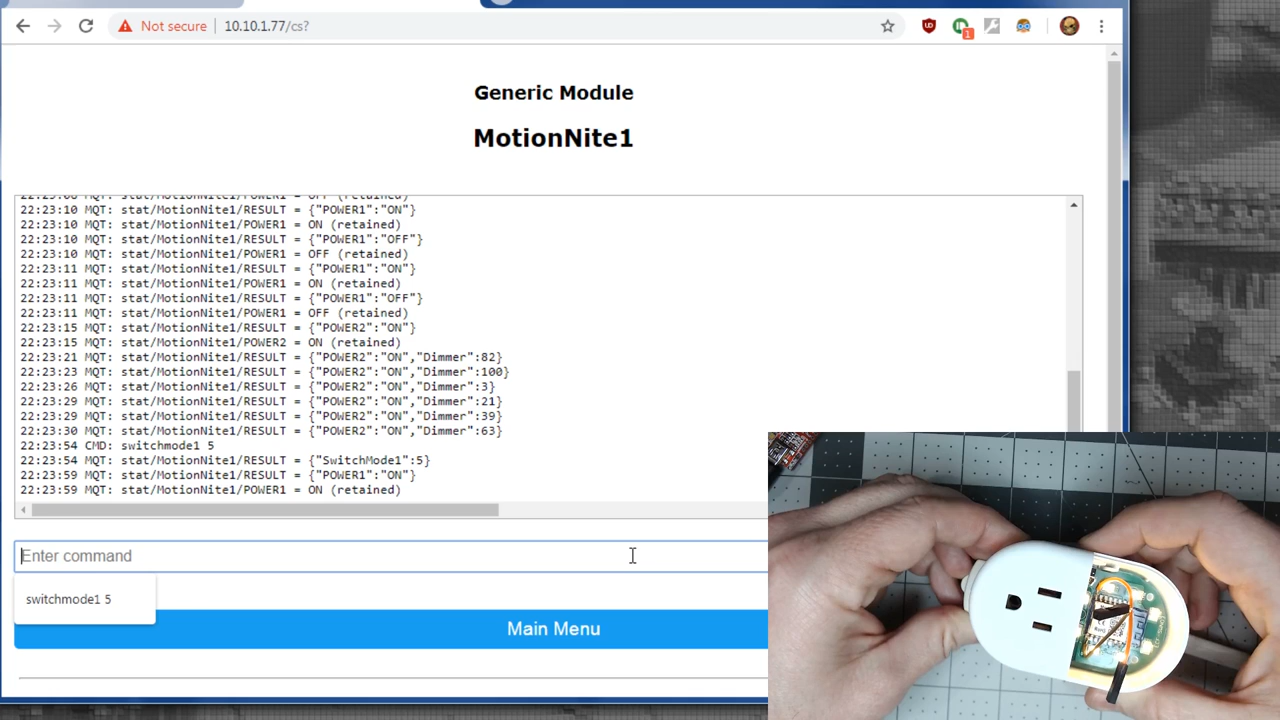 Not secure
10.10.1.77/cs?
1
Generic Module
MotionNite1
22:23:08 MQT: stat/MotionNite1/POWER1 = OFF (retained)
22:23:10 MQT: stat/MotionNite1/RESULT = {"POWER1":"ON"}
22:23:10 MQT: stat/MotionNite1/POWER1 = ON (retained)
22:23:10 MQT: stat/MotionNite1/RESULT = {"POWER1":"OFF"}
22:23:10 MQT: stat/MotionNite1/POWER1 = OFF (retained)
22:23:11 MQT: stat/MotionNite1/RESULT = {"POWER1":"ON"}
22:23:11 MQT: stat/MotionNite1/POWER1 = ON (retained)
22:23:11 MQT: stat/MotionNite1/RESULT = {"POWER1":"OFF"}
22:23:11 MQT: stat/MotionNite1/POWER1 = OFF (retained)
22:23:15 MQT: stat/MotionNite1/RESULT = {"POWER2":"ON"}
22:23:15 MQT: stat/MotionNite1/POWER2 = ON (retained)
22:23:21 MQT: stat/MotionNite1/RESULT = {"POWER2":"ON","Dimmer":82}
22:23:23 MQT: stat/MotionNite1/RESULT = {"POWER2":"ON","Dimmer":100}
22:23:26 MQT: stat/MotionNite1/RESULT = {"POWER2":"ON","Dimmer":3}
22:23:29 MQT: stat/MotionNite1/RESULT = {"POWER2":"ON","Dimmer":21}
22:23:29 MQT: stat/MotionNite1/RESULT = {"POWER2":"ON","Dimmer":39}
22:23:30 MQT: stat/MotionNite1/RESULT = {"POWER2":"ON","Dimmer":63}
22:23:54 CMD: switchmode1 5
22:23:54 MQT: stat/MotionNite1/RESULT = {"SwitchMode1":5}
22:23:59 MQT: stat/MotionNite1/RESULT = {"POWER1":"ON"}
22:23:59 MQT: stat/MotionNite1/POWER1 = ON (retained)
Enter command
switchmode1 5
Main Menu